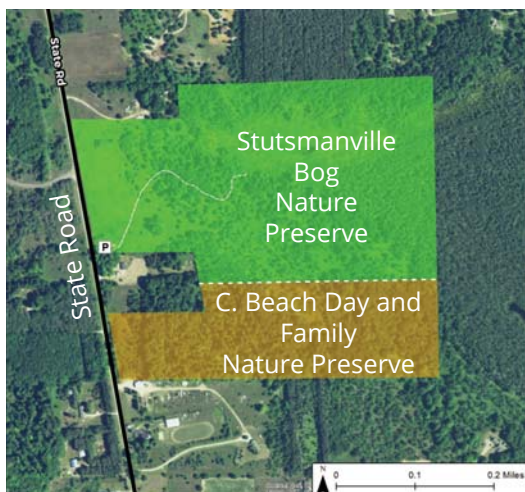 State Rd
Stutsmanville
Bog
Nature
Preserve
P
State Road
C. Beach Day and
Family
Nature Preserve
N
0 0.1 0.2 Miles